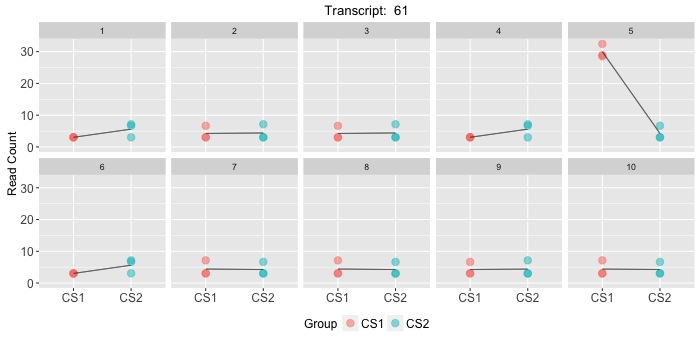 Transcript: 61
1 2 3 4 5
30
20
10
0
Read Count
6 7 8 9 10
30
20
10
0
CS1 CS2 CS1 CS2 CS1 CS2 CS1 CS2 CS1 CS2
Group CS1 CS2